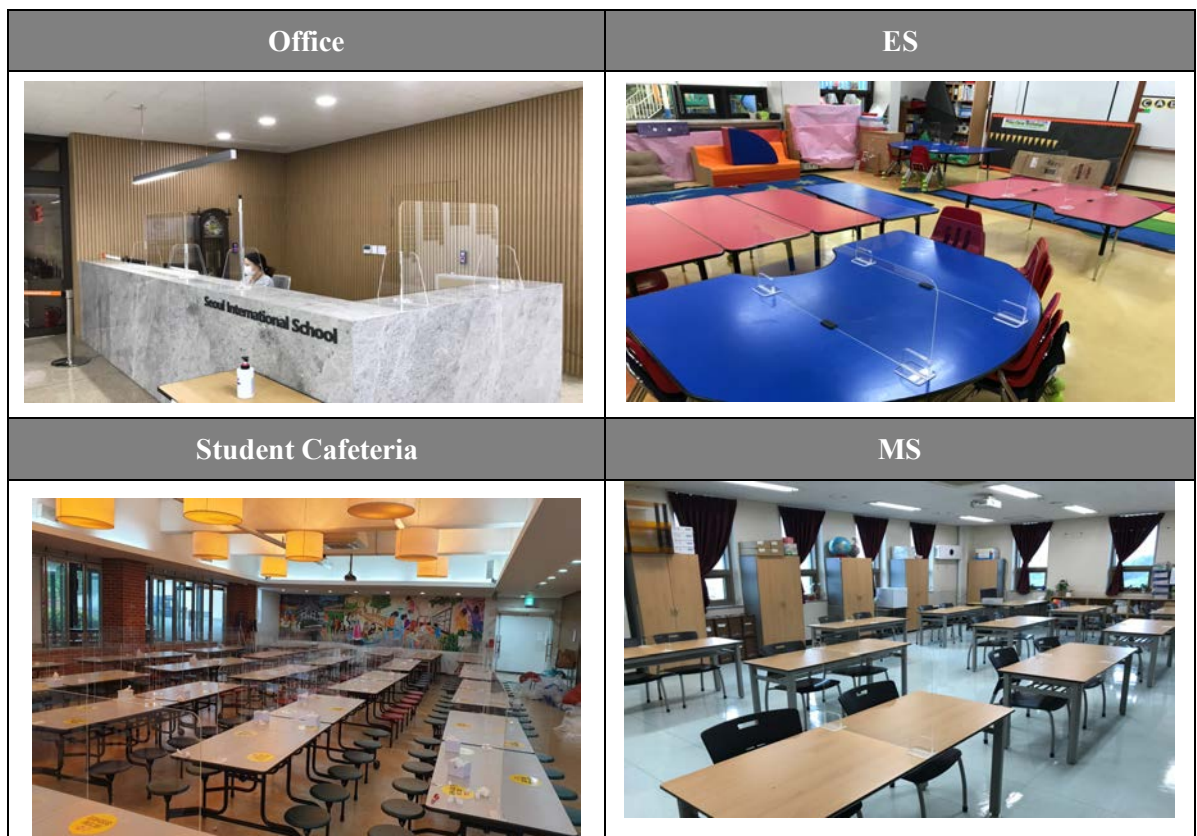 Office
ES
Seoul International School
Student Cafeteria
MS